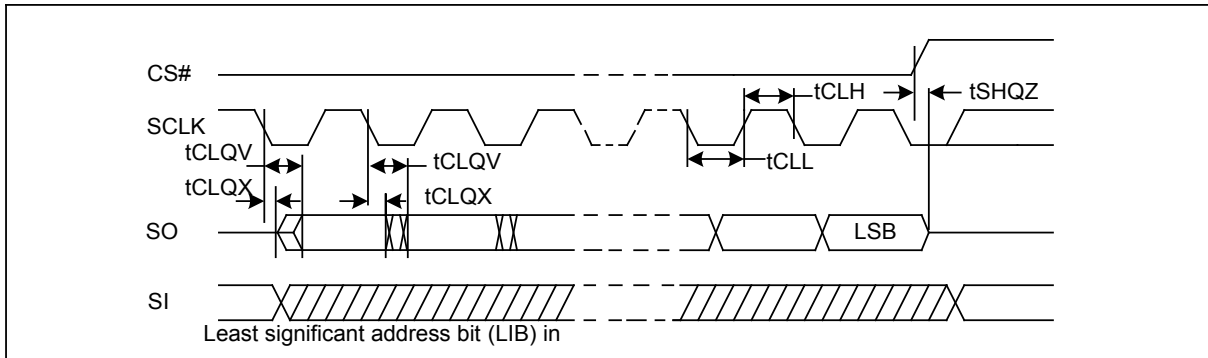 CS#
tCLH
tSHQZ
SCLK
tCLQV
tCLQV
tCLL
tCLQX
tCLQX
SO
LSB
SI
Least significant address bit (LIB) in